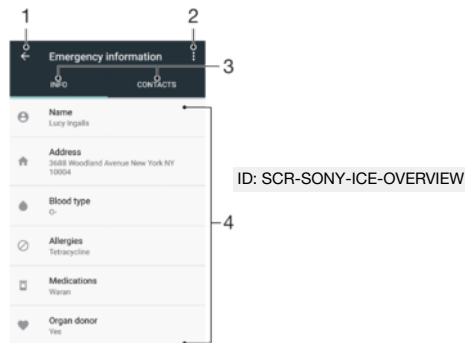 1
2
Emergency information
3
INFO
CONTACTS
Name
Lucy Ingalls
Address
3688 Woodland Avenue New York NY
10004
4
ID: SCR-SONY-ICE-OVERVIEW
Blood type
O-
Allergies
Tetracycline
Medications
Waran
Organ donor
Yes